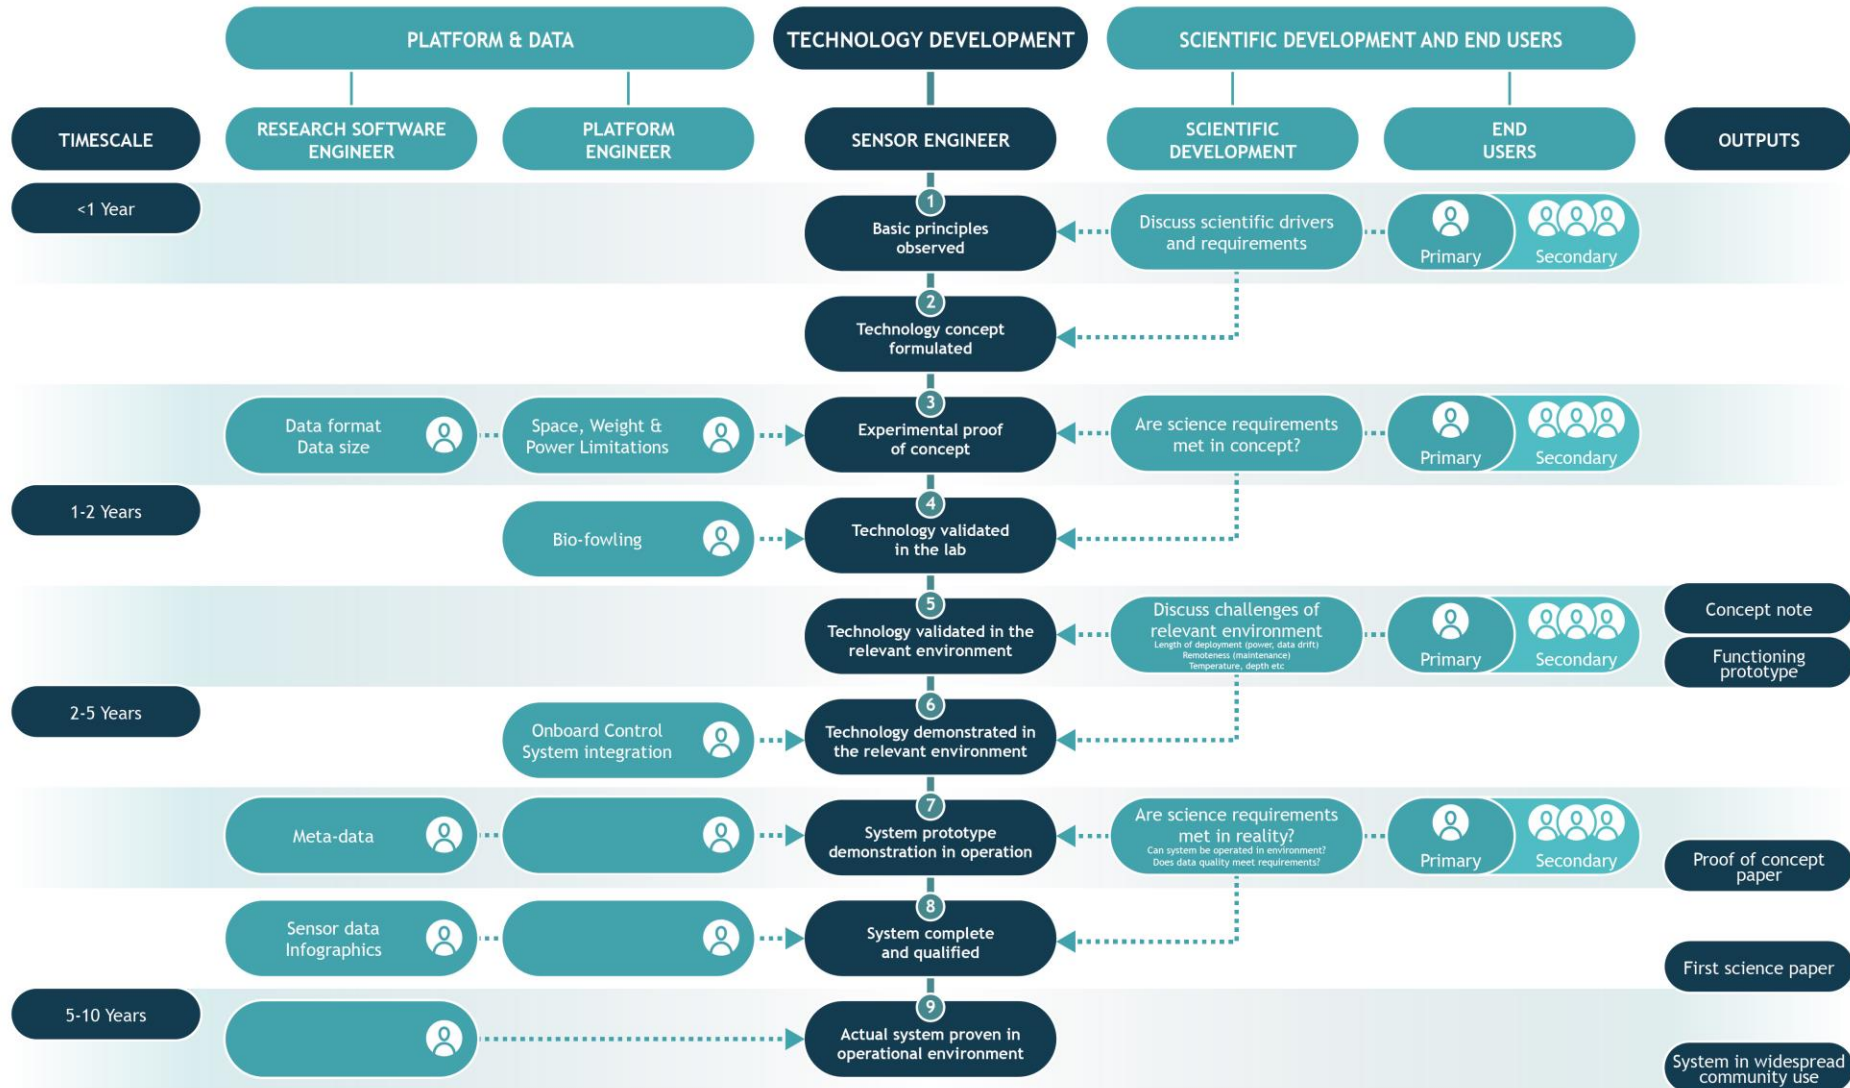 PLATFORM & DATA
TECHNOLOGY DEVELOPMENT
SCIENTIFIC DEVELOPMENT AND END USERS
TIMESCALE
RESEARCH SOFTWARE
ENGINEER
PLATFORM
ENGINEER
SENSOR ENGINEER
SCIENTIFIC
DEVELOPMENT
END
USERS
OUTPUTS
<1 Year
1
Basic principles
observed
Discuss scientific drivers
and requirements
Primary
Secondary
2
Technology concept
formulated
Data format
Data size
Space, Weight &
Power Limitations
3
Experimental proof
of concept
Are science requirements
met in concept?
Primary
Secondary
1-2 Years
Bio-fowling
4
Technology validated
in the lab
5
Technology validated in the
relevant environment
Discuss challenges of
relevant environment
Length of deployment (power, data drift)
Remoteness (maintenance)
Temperature, depth etc
Primary
Secondary
Concept note
Functioning
prototype
2-5 Years
Onboard Control
System integration
6
Technology demonstrated in
the relevant environment
Meta-data
7
System prototype
demonstration in operation
Are science requirements
met in reality?
Can system be operated in environment?
Does data quality meet requirements?
Primary
Secondary
Proof of concept
paper
Sensor data
Infographics
8
System complete
and qualified
First science paper
5-10 Years
9
Actual system proven in
operational environment
System in widespread
community use